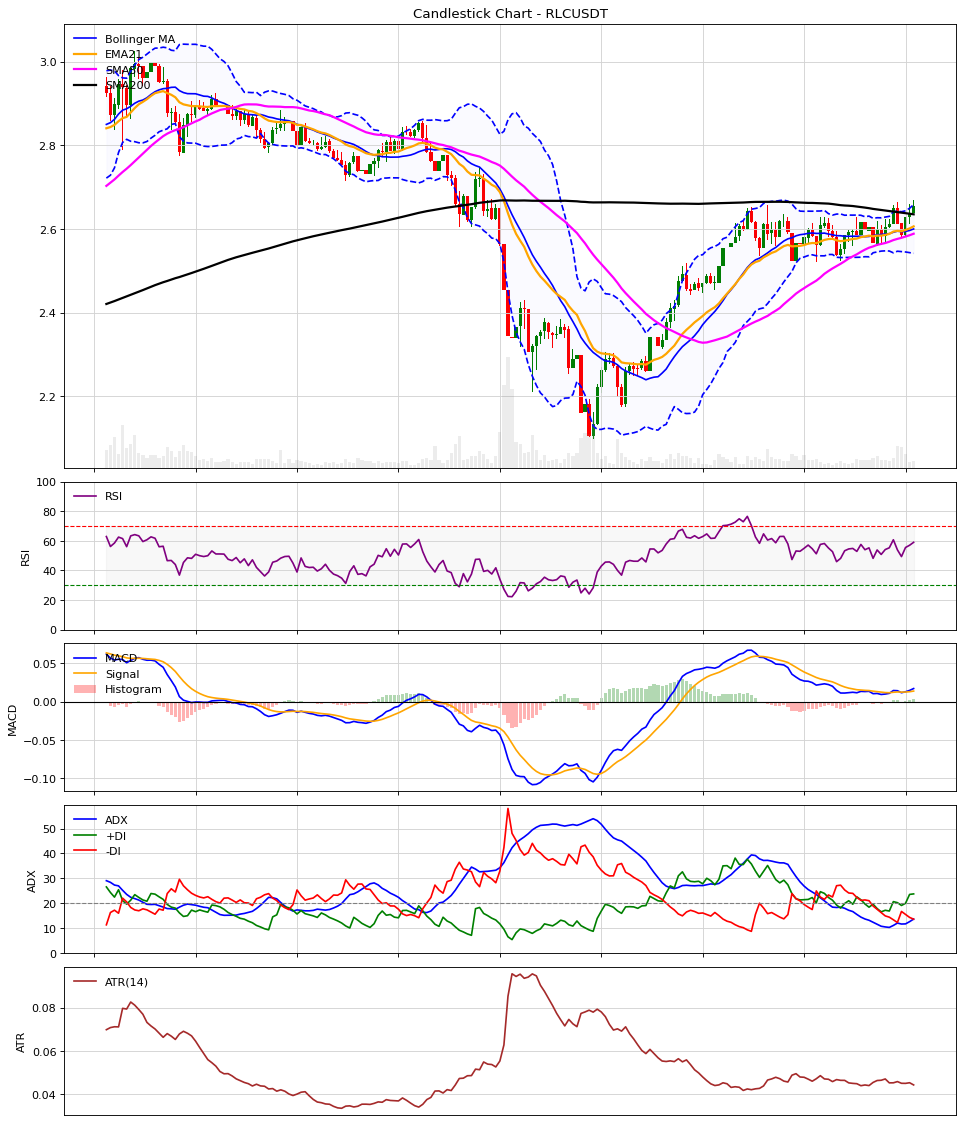 Candlestick Chart - RLCUSDT
Bollinger MA
EMA21
SMA50
SMA200
3.0
2.8
2.6
2.4
2.2
RSI
RSI
100
80
60
40
20
0
MACD
Signal
Histogram
MACD
0.05
0.00
−0.05
−0.10
ADX
+DI
-DI
ADX
50
40
30
20
10
0
ATR(14)
ATR
0.08
0.06
0.04